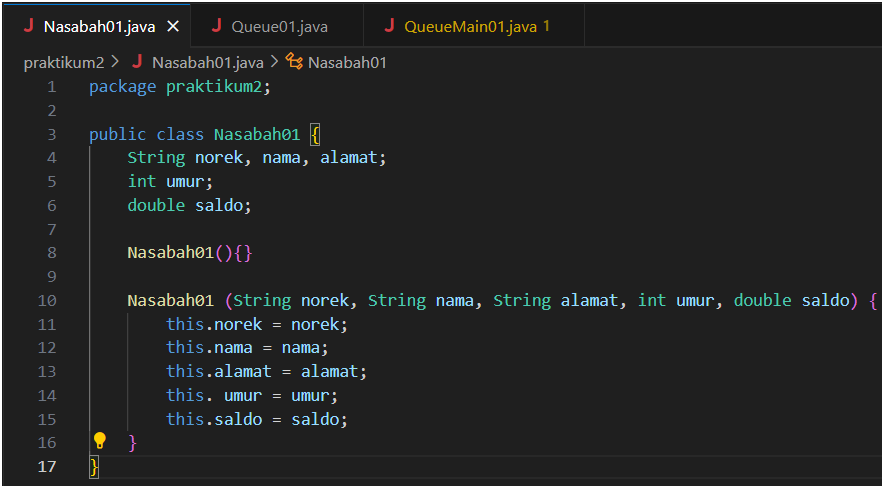 Nasabah01.java Queue01.java QueueMain01.java 1
praktikum2 > Nasabah01.java > Nasabah01
1 package praktikum2;
2
3 public class Nasabah01 {
4 String norek, nama, alamat;
5 int umur;
6 double saldo;
7
8 Nasabah01(){}
9
10 Nasabah01 (String norek, String nama, String alamat, int umur, double saldo) {
11 this.norek = norek;
12 this.nama = nama;
13 this.alamat = alamat;
14 this. umur = umur;
15 this.saldo = saldo;
16 }
17 }